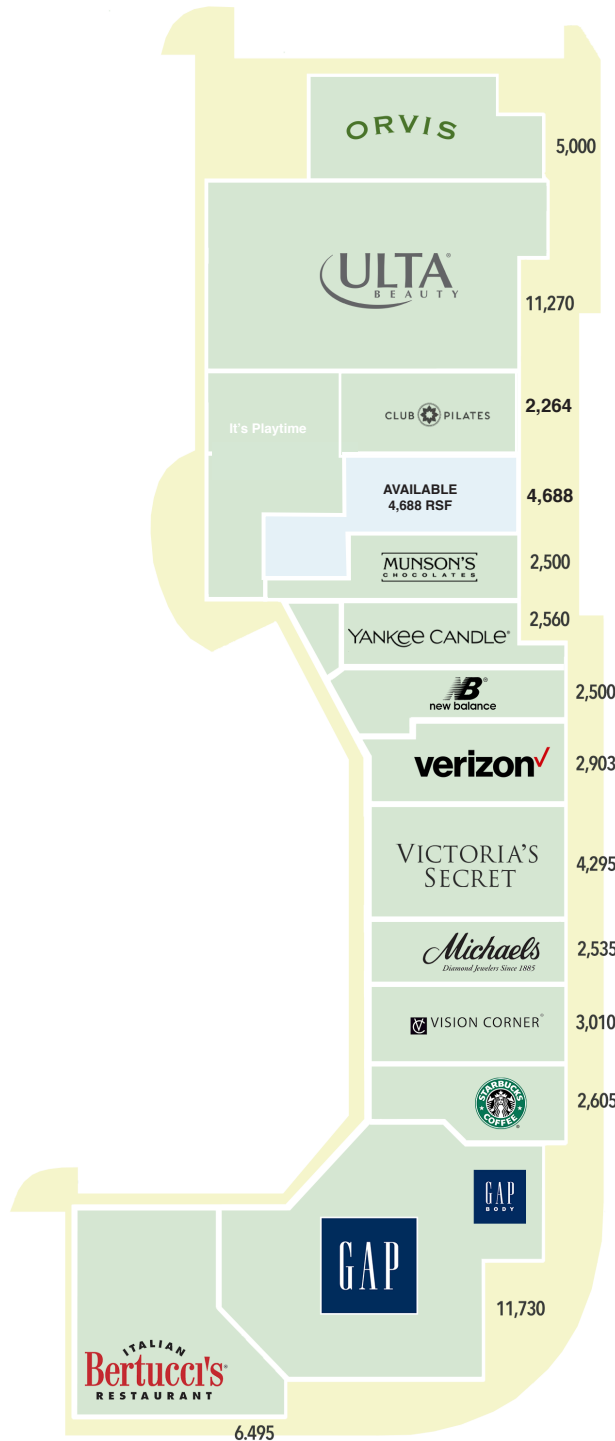 ORVIS
5,000
ULTA
BEAUTY
11,270
It's Playtime
CLUB PILATES
2,264
AVAILABLE
4,688 RSF
4,688
MUNSON'S
CHOCOLATES
2,500
2,560
YANKEE CANDLE®
NB®
new balance
2,500
verizon✓
2,903
VICTORIA'S
SECRET
4,295
Michaels
Diamond Jewelers Since 1885
2,535
VC VISION CORNER®
3,010
STARBUCKS
COFFEE
2,605
GAP
BODY
GAP
11,730
ITALIAN
Bertucci's®
RESTAURANT
6,495